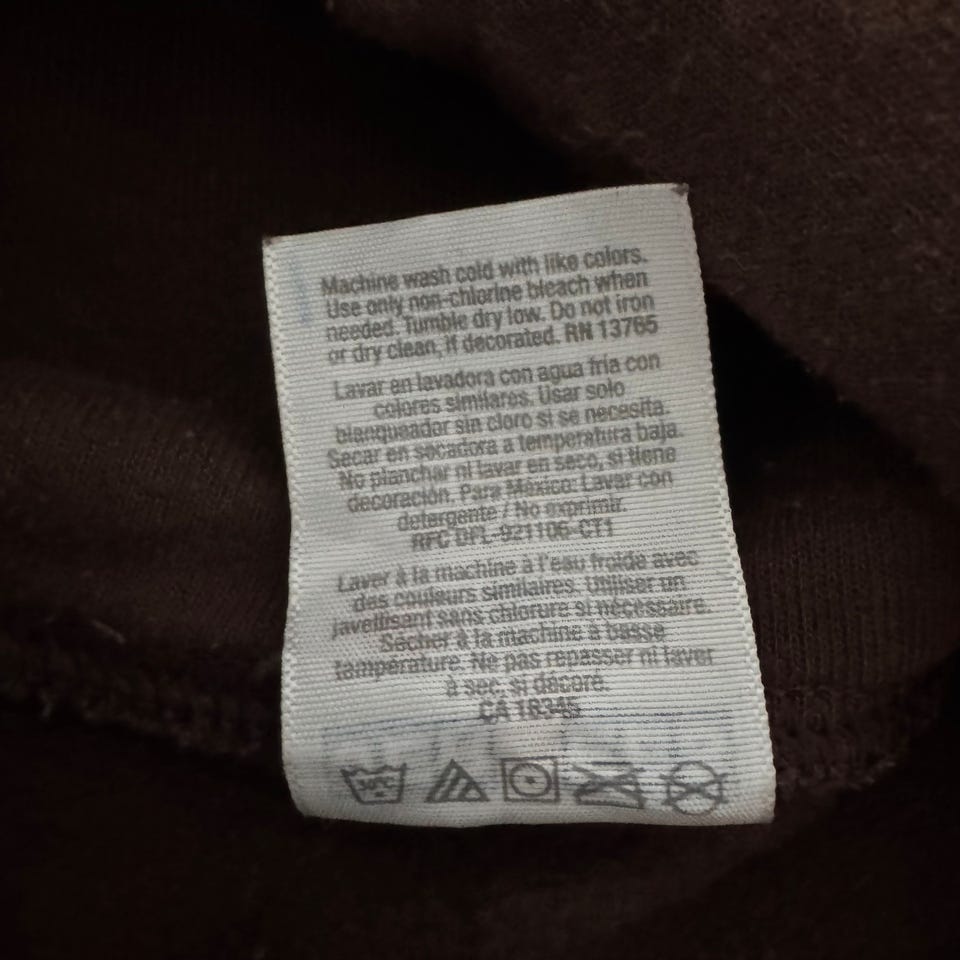 Machine wash cold with like colors.
Use only non-chlorine bleach when
needed. Tumble dry low. Do not iron
or dry clean, if decorated. RN 13765
Lavar en lavadora con agua fría con
colores similares. Usar solo
blanqueador sin cloro si se necesita.
Secar en secadora a temperatura baja.
No planchar ni lavar en seco, si tiene
decoración. Para México: Lavar con
detergente / No exprimir.
RFC DPL-921106-CT1
Laver à la machine à l'eau froide avec
des couleurs similaires. Utiliser un
javellisant sans chlorure si nécessaire.
Sécher à la machine à basse
température. Ne pas repasser ni laver
à sec, si décoré.
CA 18345